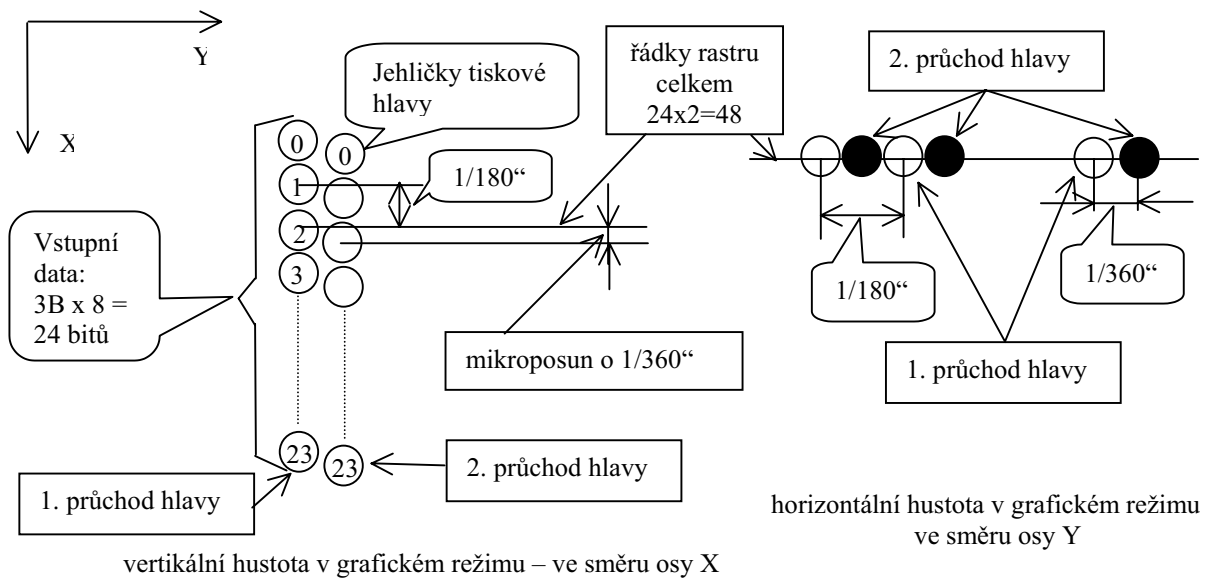 Y
X
Jehličky tiskové
hlavy
řádky rastru
celkem
24x2=48
2. průchod hlavy
0
0
1
2
3
23
23
1/180“
Vstupní
data:
3B x 8 =
24 bitů
mikroposun o 1/360“
1/180“
1/360“
1. průchod hlavy
1. průchod hlavy
2. průchod hlavy
horizontální hustota v grafickém režimu
ve směru osy Y
vertikální hustota v grafickém režimu – ve směru osy X